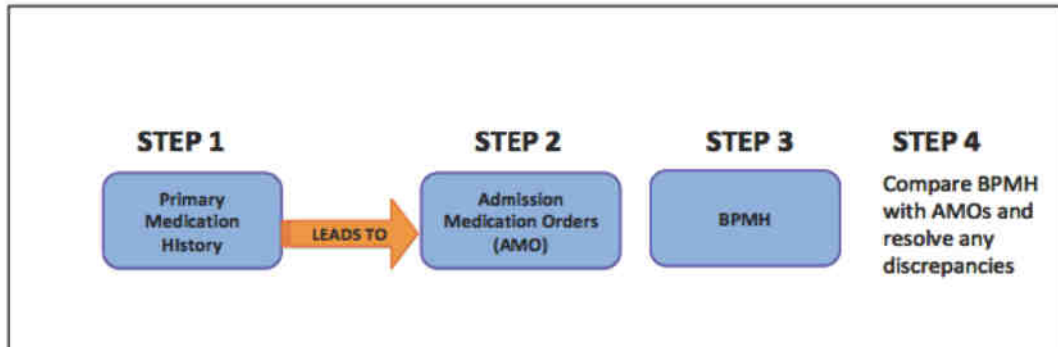 STEP 1
Primary
Medication
HIstory
LEADS TO
STEP 2
Admission
Medication Orders
(AMO)
STEP 3
BPMH
STEP 4
Compare BPMH
with AMOs and
resolve any
discrepancies